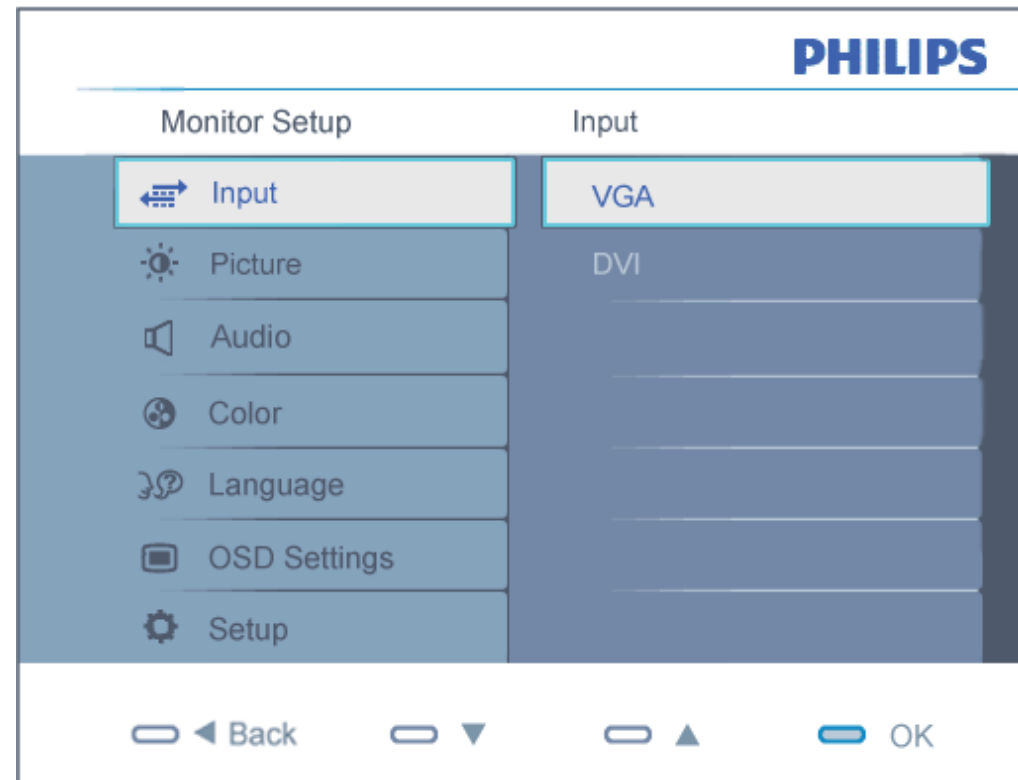 PHILIPS
Monitor Setup
Input
Input
VGA
Picture
DVI
Audio
Color
Language
OSD Settings
Setup
Back
OK